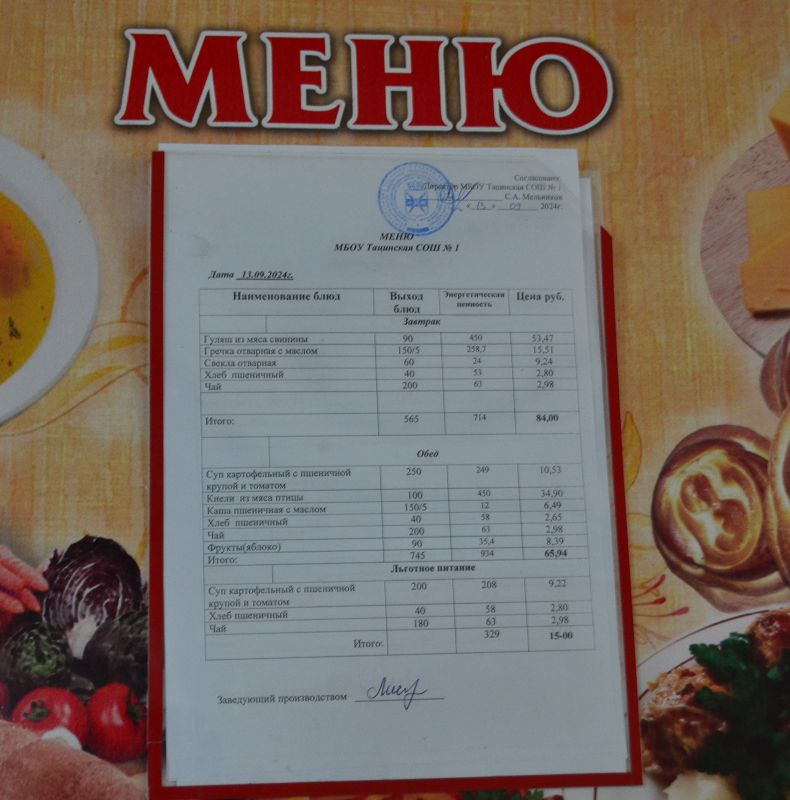 МЕНЮ
Согласовано
Директор МБОУ Тацинская СОШ № 1
С.А. Мельников
« 13 » 09 2024г.
МЕНЮ
МБОУ Тацинская СОШ № 1
Дата 13.09.2024г.
Наименование блюд Выход блюд Энергетическая ценность Цена руб.
Завтрак
Гуляш из мяса свинины 90 450 53,47
Гречка отварная с маслом 150/5 258,7 15,51
Свекла отварная 60 24 9,24
Хлеб пшеничный 40 53 2,80
Чай 200 63 2,98
Итого: 565 714 84,00
Обед
Суп картофельный с пшеничной 250 249 10,53
крупой и томатом
Кнели из мяса птицы 100 450 34,90
Каша пшеничная с маслом 150/5 12 6,49
Хлеб пшеничный 40 58 2,65
Чай 200 63 2,98
Фрукты(яблоко) 90 35,4 8,39
Итого: 745 934 65,94
Льготное питание
Суп картофельный с пшеничной 200 208 9,22
крупой и томатом
Хлеб пшеничный 40 58 2,80
Чай 180 63 2,98
Итого: 329 15-00
Заведующий производством